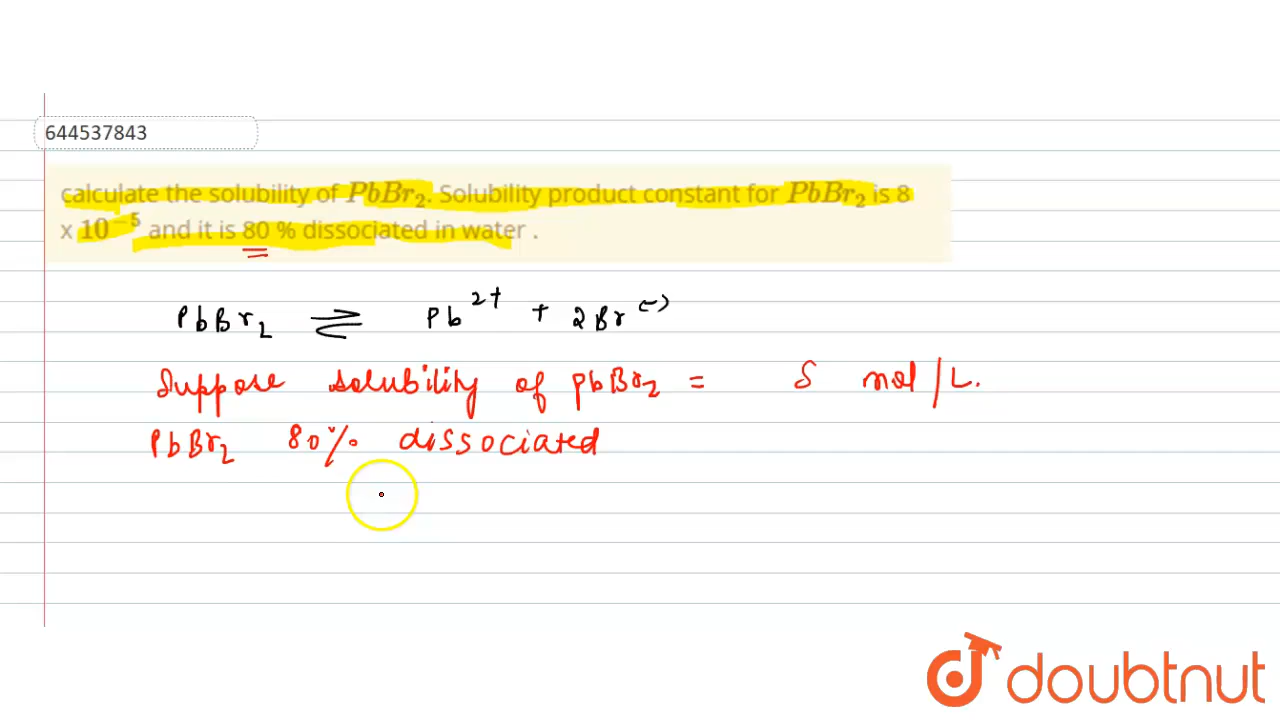 644537843
calculate the solubility of PbBr₂. Solubility product constant for PbBr₂ is 8
x 10⁻⁵ and it is 80 % dissociated in water .
PbBr₂ ⇌ Pb²⁺ + 2Br⁽⁻⁾
Suppose solubility of PbBr₂ = S mol/L.
PbBr₂ 80% dissociated
doubtnut